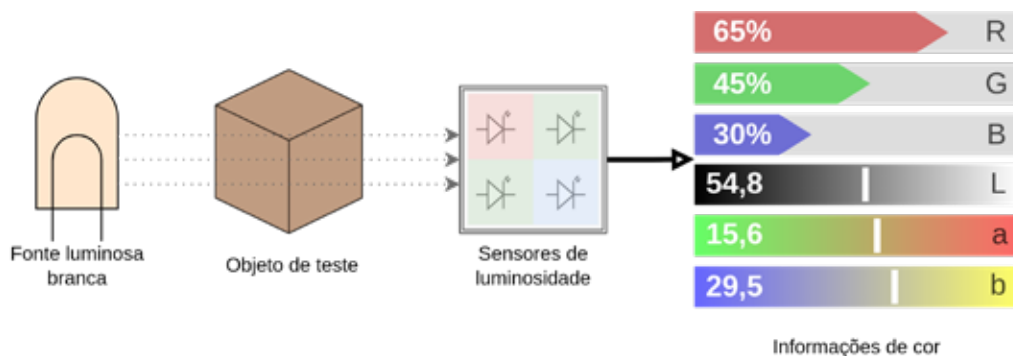 65% R
45% G
30% B
54,8 L
15,6 a
29,5 b
Fonte luminosa
branca
Objeto de teste
Sensores de
luminosidade
Informações de cor